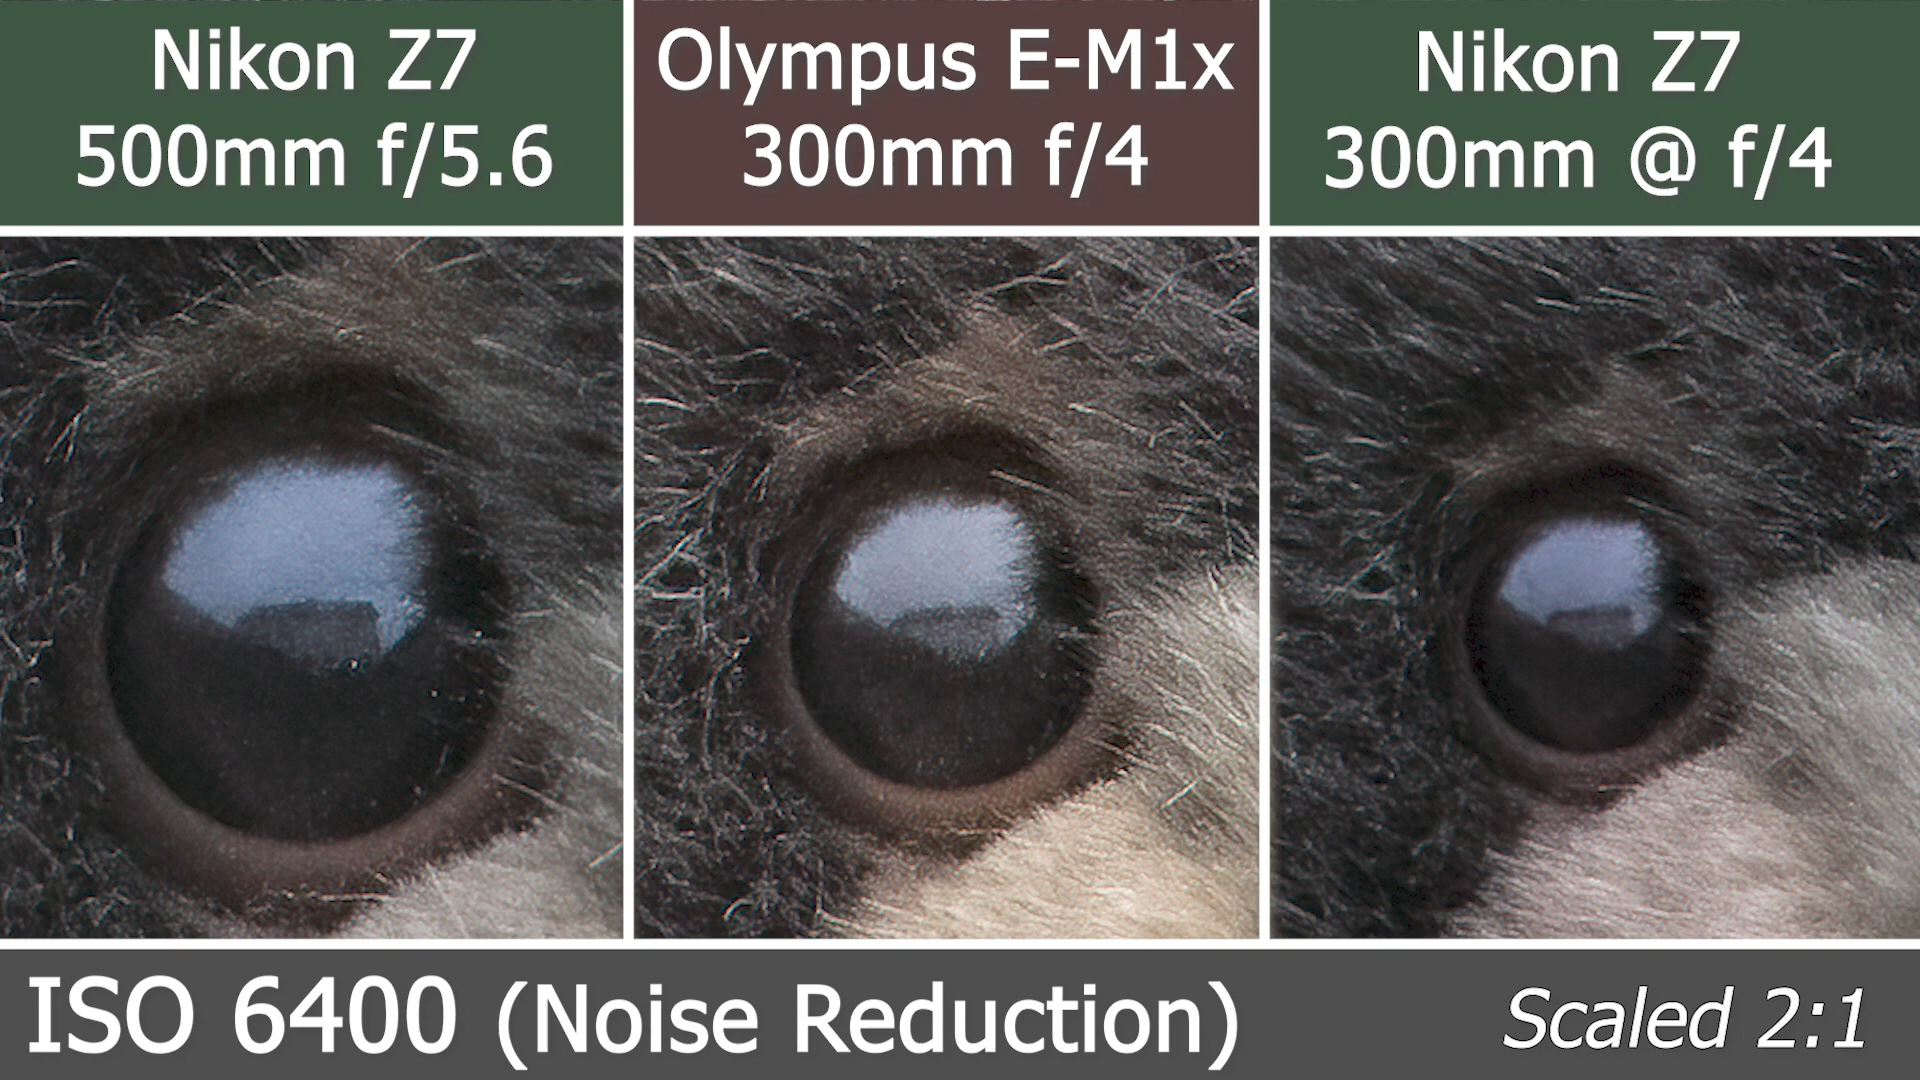 Nikon Z7
500mm f/5.6
Olympus E-M1x
300mm f/4
Nikon Z7
300mm @ f/4
ISO 6400 (Noise Reduction)
Scaled 2:1